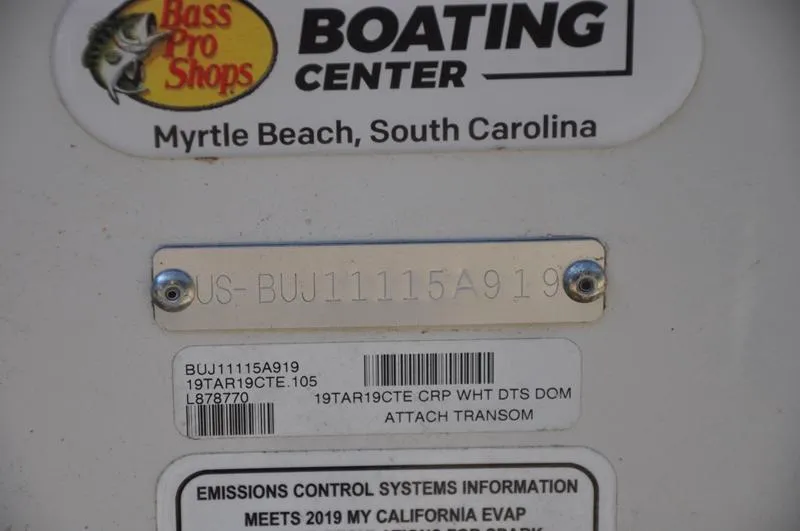 Bass
Pro
Shops
BOATING
CENTER
Myrtle Beach, South Carolina
US-BUJ11115A919
BUJ11115A919
19TAR19CTE.105
L878770
19TAR19CTE CRP WHT DTS DOM
ATTACH TRANSOM
EMISSIONS CONTROL SYSTEMS INFORMATION
MEETS 2019 MY CALIFORNIA EVAP